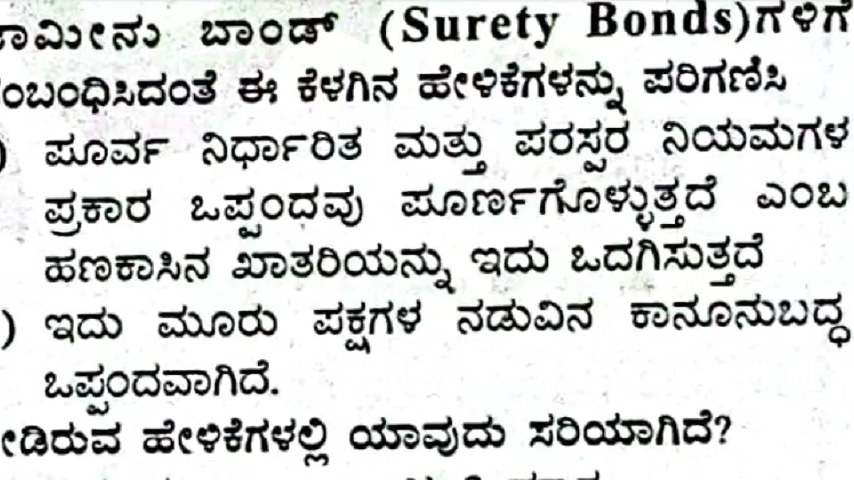 ಜಾಮೀನು ಬಾಂಡ್ (Surety Bonds)ಗಳಿಗೆ
ಸಂಬಂಧಿಸಿದಂತೆ ಈ ಕೆಳಗಿನ ಹೇಳಿಕೆಗಳನ್ನು ಪರಿಗಣಿಸಿ
) ಪೂರ್ವ ನಿರ್ಧಾರಿತ ಮತ್ತು ಪರಸ್ಪರ ನಿಯಮಗಳ
ಪ್ರಕಾರ ಒಪ್ಪಂದವು ಪೂರ್ಣಗೊಳ್ಳುತ್ತದೆ ಎಂಬ
ಹಣಕಾಸಿನ ಖಾತರಿಯನ್ನು ಇದು ಒದಗಿಸುತ್ತದೆ
) ಇದು ಮೂರು ಪಕ್ಷಗಳ ನಡುವಿನ ಕಾನೂನುಬದ್ಧ
ಒಪ್ಪಂದವಾಗಿದೆ.
ನೀಡಿರುವ ಹೇಳಿಕೆಗಳಲ್ಲಿ ಯಾವುದು ಸರಿಯಾಗಿದೆ?